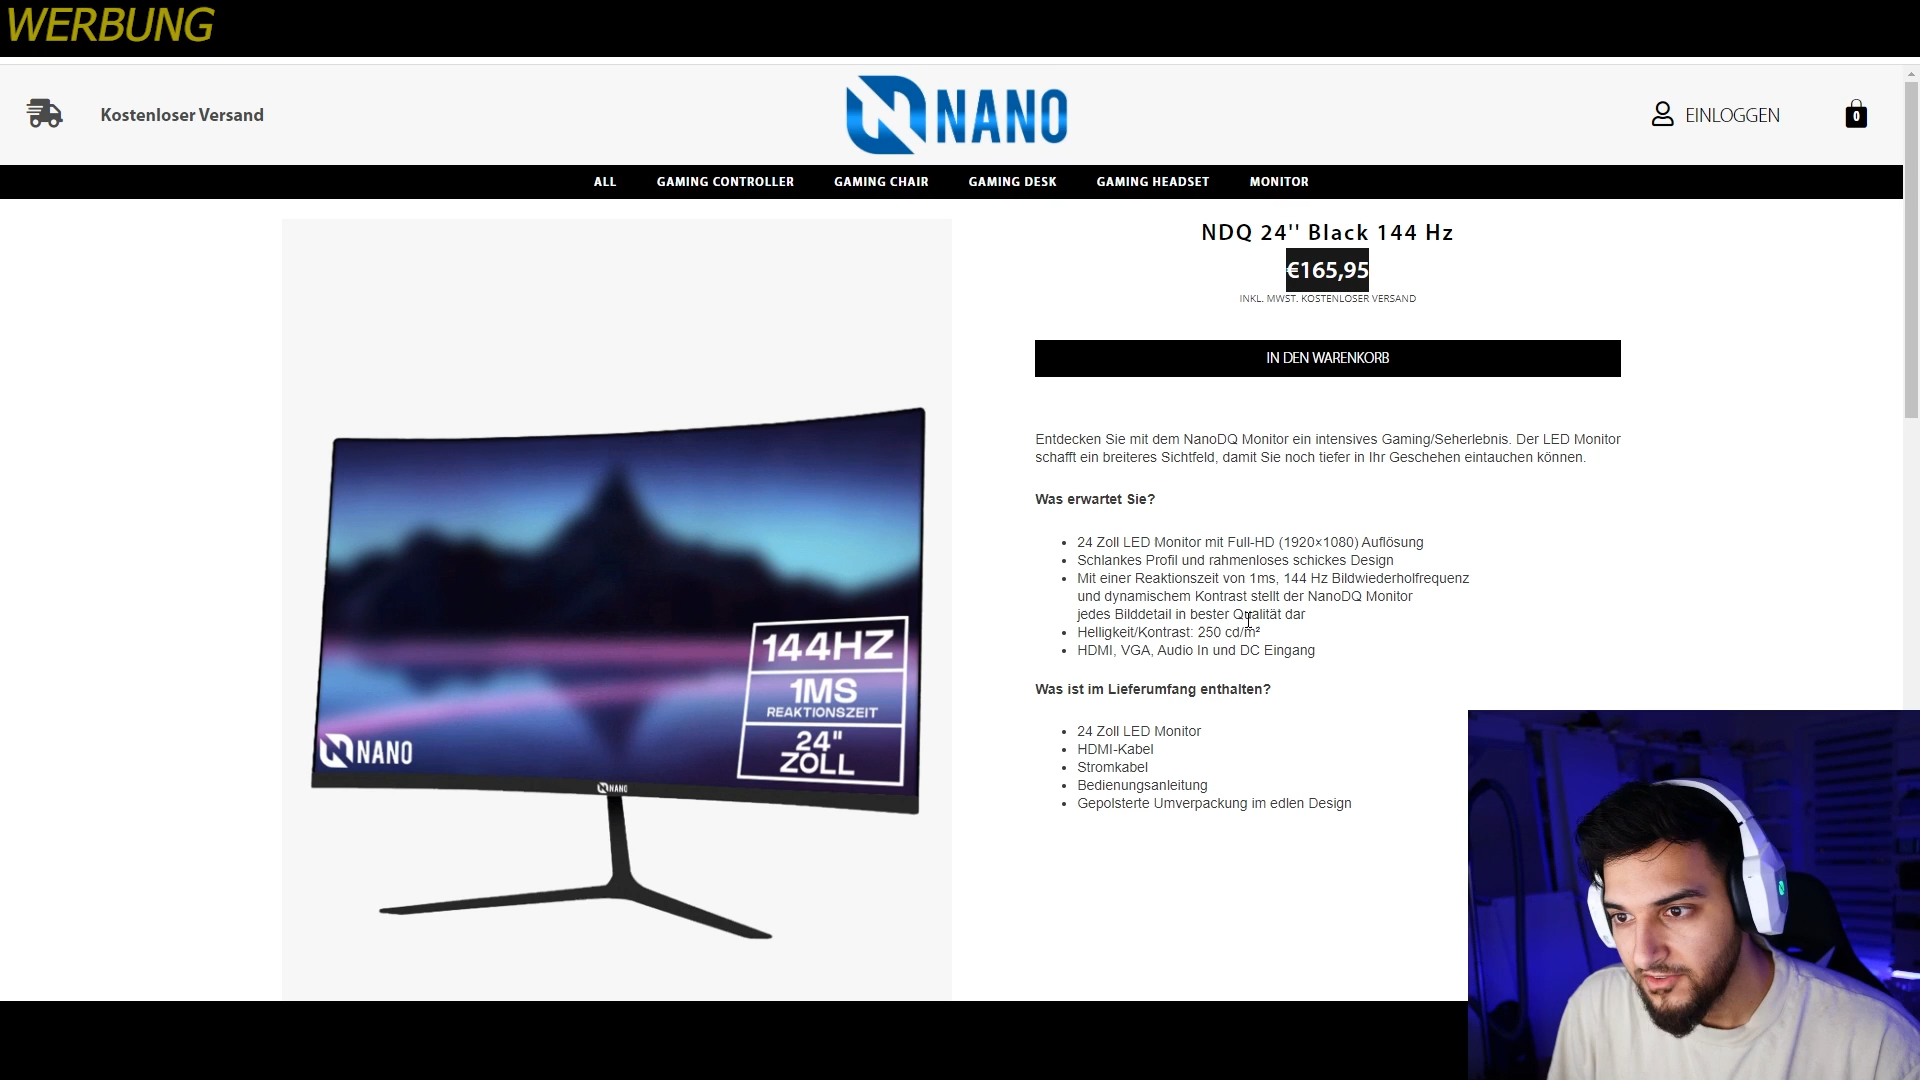 WERBUNG
Kostenloser Versand
NANO
EINLOGGEN
0
ALL GAMING CONTROLLER GAMING CHAIR GAMING DESK GAMING HEADSET MONITOR
NDQ 24'' Black 144 Hz
€165,95
INKL. MWST. KOSTENLOSER VERSAND
IN DEN WARENKORB
Entdecken Sie mit dem NanoDQ Monitor ein intensives Gaming/Seherlebnis. Der LED Monitor
schafft ein breiteres Sichtfeld, damit Sie noch tiefer in Ihr Geschehen eintauchen können.
Was erwartet Sie?
• 24 Zoll LED Monitor mit Full-HD (1920×1080) Auflösung
• Schlankes Profil und rahmenloses schickes Design
• Mit einer Reaktionszeit von 1ms, 144 Hz Bildwiederholfrequenz
und dynamischem Kontrast stellt der NanoDQ Monitor
jedes Bilddetail in bester Qualität dar
• Helligkeit/Kontrast: 250 cd/m²
• HDMI, VGA, Audio In und DC Eingang
Was ist im Lieferumfang enthalten?
• 24 Zoll LED Monitor
• HDMI-Kabel
• Stromkabel
• Bedienungsanleitung
• Gepolsterte Umverpackung im edlen Design
144HZ
1MS
REAKTIONSZEIT
24"
ZOLL
NANO
NANO